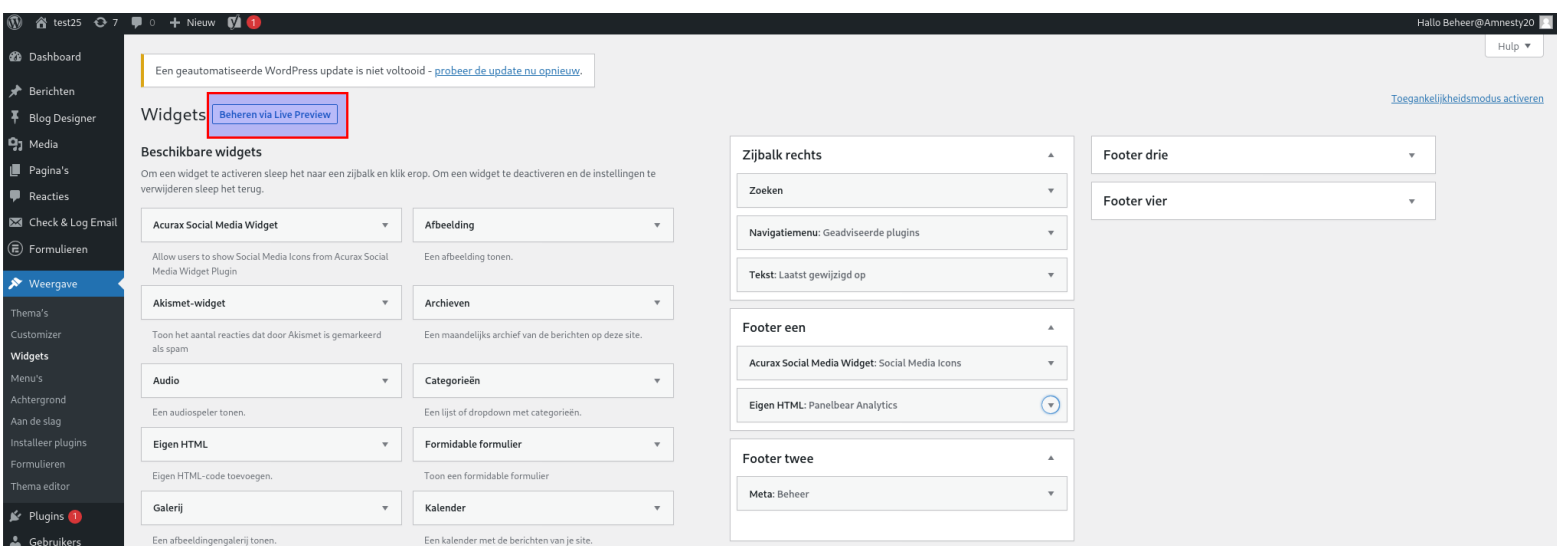 test25 7 0 Nieuw 1 Hallo Beheer@Amnesty20
Hulp
Dashboard
Berichten
Blog Designer
Media
Pagina's
Reacties
Check & Log Email
Formulieren
Weergave
Thema's
Customizer
Widgets
Menu's
Achtergrond
Aan de slag
Installeer plugins
Formulieren
Thema editor
Plugins 1
Gebruikers
Een geautomatiseerde WordPress update is niet voltooid - probeer de update nu opnieuw.
Toegankelijkheidsmodus activeren
Widgets Beheren via Live Preview
Beschikbare widgets
Om een widget te activeren sleep het naar een zijbalk en klik erop. Om een widget te deactiveren en de instellingen te
verwijderen sleep het terug.
Acurax Social Media Widget
Allow users to show Social Media Icons from Acurax Social
Media Widget Plugin
Afbeelding
Een afbeelding tonen.
Akismet-widget
Toon het aantal reacties dat door Akismet is gemarkeerd
als spam
Archieven
Een maandelijks archief van de berichten op deze site.
Audio
Een audiospeler tonen.
Categorieën
Een lijst of dropdown met categorieën.
Eigen HTML
Eigen HTML-code toevoegen.
Formidable formulier
Toon een formidable formulier
Galerij
Een afbeeldingengalerij tonen.
Kalender
Een kalender met de berichten van je site.
Zijbalk rechts
Zoeken
Navigatiemenu: Geadviseerde plugins
Tekst: Laatst gewijzigd op
Footer een
Acurax Social Media Widget: Social Media Icons
Eigen HTML: Panelbear Analytics
Footer twee
Meta: Beheer
Footer drie
Footer vier